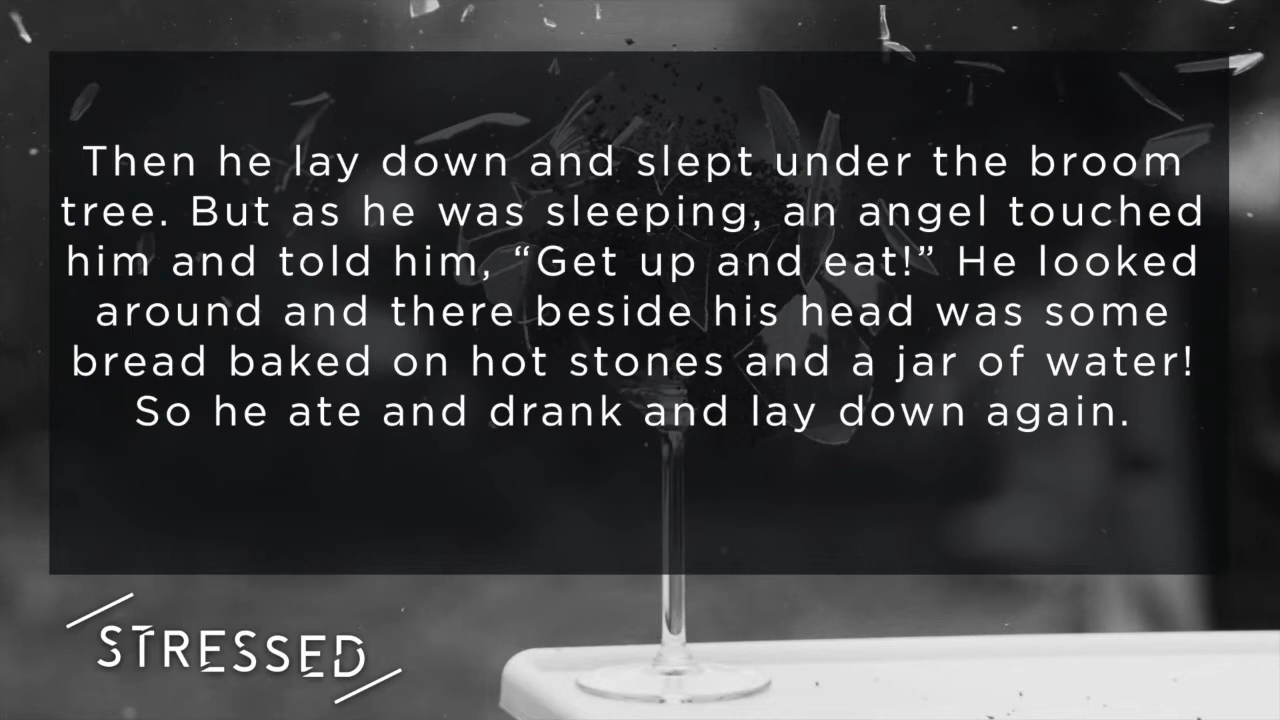 Then he lay down and slept under the broom
tree. But as he was sleeping, an angel touched
him and told him, “Get up and eat!” He looked
around and there beside his head was some
bread baked on hot stones and a jar of water!
So he ate and drank and lay down again.
STRESSED